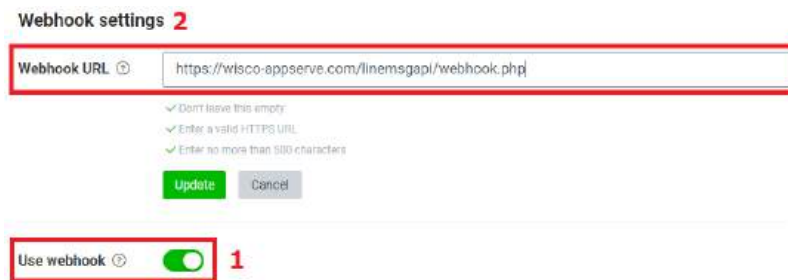 Webhook settings 2
Webhook URL ? https://wisco-appserve.com/linemsgapi/webhook.php
✓ Don't leave this empty
✓ Enter a valid HTTPS URL
✓ Enter no more than 500 characters
Update Cancel
Use webhook ? 1